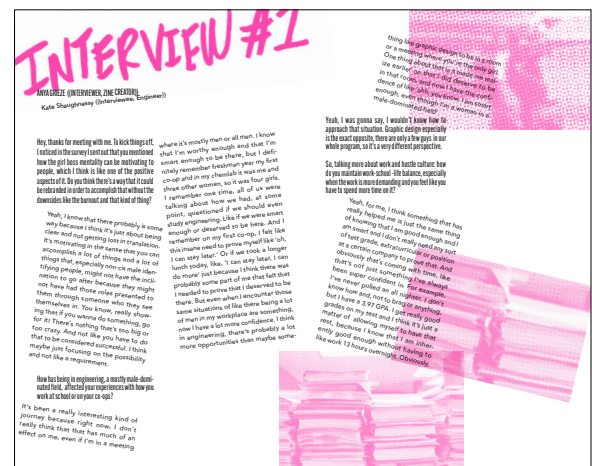 INTERVIEW #1
ANYA GRIEZE ((INTERVIEWER, ZINE CREATOR))
Kate Shaughnessy ((Interviewee, Engineer))
Hey, thanks for meeting with me. To kick things off,
I noticed in the survey I sent out that you mentioned
how the girl boss mentality can be motivating to
people, which I think is like one of the positive
aspects of it. Do you think there's a way that it could
be rebranded in order to accomplish that without the
downsides like the burnout and that kind of thing?
Yeah, I know that there probably is some
way because I think it's just about being
clear and not getting lost in translation.
It's motivating in the sense that you can
accomplish a lot of things and a lot of
things that, especially non-cis male iden-
tifying people, might not have the incli-
nation to go after because they might
not have had those roles presented to
them through someone who they see
themselves in. You know, really show-
ing that if you wanna do something, go
for it! There's nothing that's too big or
too crazy. And not like you have to do
that to be considered successful. I think
maybe just focusing on the possibility
and not like a requirement.
How has being in engineering, a mostly male-domi-
nated field, affected your experiences with how you
work at school or on your co-ops?
It's been a really interesting kind of
journey because right now, I don't
really think that that has much of an
effect on me, even if I'm in a meeting
where it's mostly men or all men. I know
that I'm worthy enough and that I'm
smart enough to be there, but I defi-
nitely remember freshman year my first
co-op and in my chem lab it was me and
three other women, so it was four girls.
I remember one time, all of us were
talking about how we had, at some
point, questioned if we should even
study engineering. Like if we were smart
enough or deserved to be here. And I
remember on my first co-op, I felt like
this insane need to prove myself like 'oh,
I can stay later.' Or if we took a longer
lunch today, like, 'I can stay later, I can
do more' just because I think there was
probably some part of me that felt that
I needed to prove that I deserved to be
there. But even when I encounter those
same situations of like there being a lot
of men in my workplace are something,
now I have a lot more confidence. I think
in engineering, there's probably a lot
more opportunities than maybe some-
thing like graphic design to be in a room
or a meeting where you're the only girl.
One thing about that is it made me real-
ize earlier on that I did deserve to be
in that room, and now I have the confi-
dence of like 'ohh, you know, I am smart
enough, even though I'm a woman in a
male-dominated field'
Yeah, I was gonna say, I wouldn't know how to
approach that situation. Graphic design especially
is the exact opposite, there are only a few guys in our
whole program, so it's a very different perspective.
So, talking more about work and hustle culture: how
do you maintain work-school-life balance, especially
when the work is more demanding and you feel like you
have to spend more time on it?
Yeah, for me, I think something that has
really helped me is just the same thing
of knowing that I am good enough and I
am smart and I don't really need any sort
of test grade, extracurricular or position
at a certain company to prove that. And
obviously that's coming with time, like
that's not just something I've always
been super confident in. For example,
I've never pulled an all nighter. I don't
know how and, not to brag or anything,
but I have a 3.97 GPA. I get really good
grades on my test and I think it's just a
matter of allowing myself to have that
rest, because I know that I am inher-
ently good enough without having to
like work 13 hours overnight. Obviously,